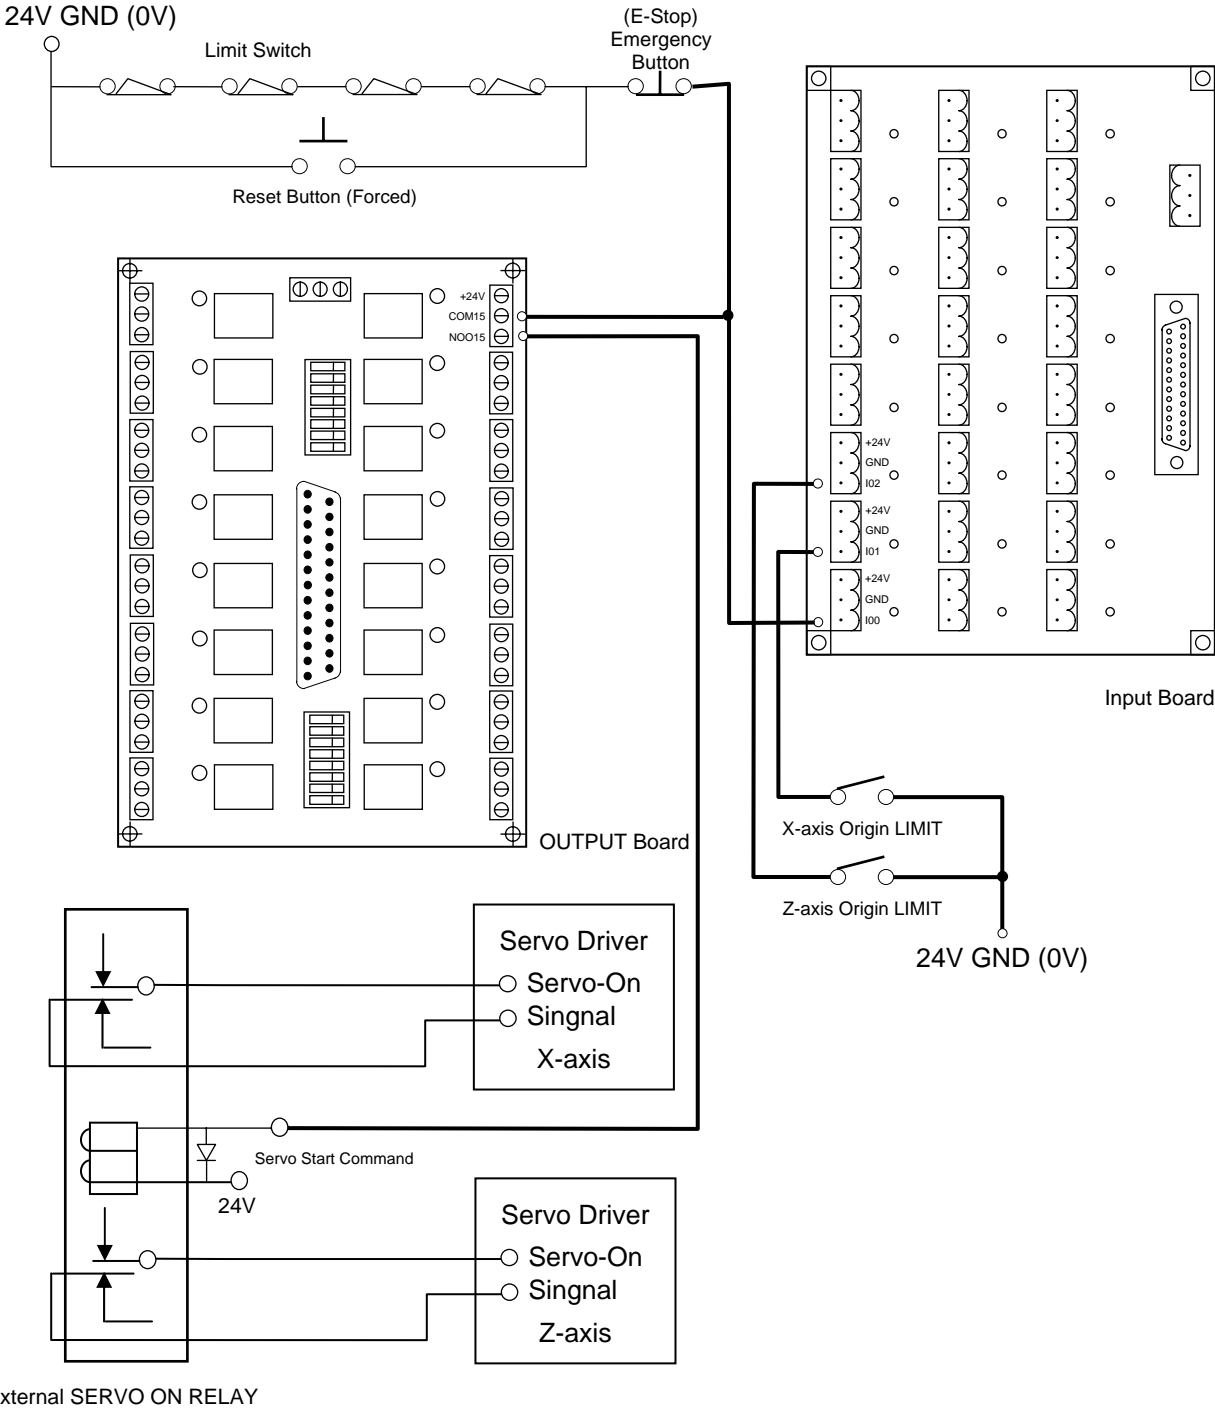 24V GND (0V)
Limit Switch
(E-Stop)
Emergency
Button
Reset Button (Forced)
+24V
COM15
NOO15
OUTPUT Board
+24V
GND
I02
+24V
GND
I01
+24V
GND
I00
Input Board
X-axis Origin LIMIT
Z-axis Origin LIMIT
24V GND (0V)
Servo Driver
Servo-On
Singnal
X-axis
Servo Start Command
24V
Servo Driver
Servo-On
Singnal
Z-axis
xternal SERVO ON RELAY